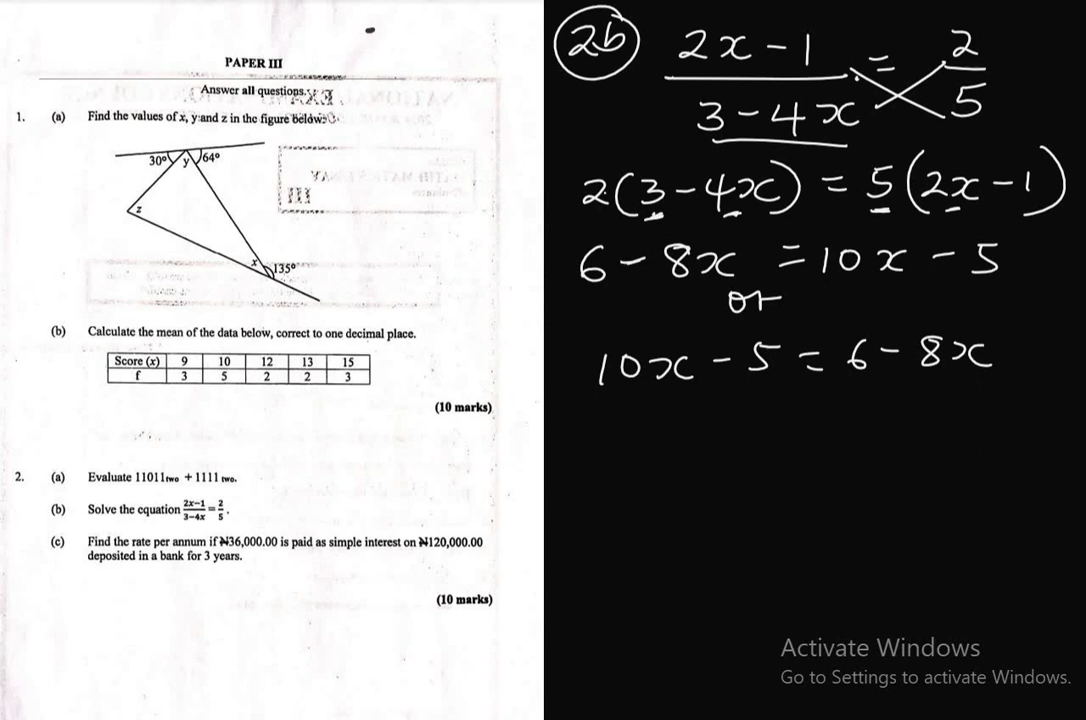 PAPER III
Answer all questions.
1. (a) Find the values of x, y and z in the figure below:
30° y 64°
z
x 135°
(b) Calculate the mean of the data below, correct to one decimal place.
Score (x) 9 10 12 13 15
f 3 5 2 2 3
(10 marks)
2. (a) Evaluate 11011two + 1111 two.
(b) Solve the equation 2x−1/3−4x = 2/5.
(c) Find the rate per annum if ₦36,000.00 is paid as simple interest on ₦120,000.00
deposited in a bank for 3 years.
(10 marks)
2b 2x - 1 = 2
3 - 4x 5
2(3 - 4x) = 5(2x - 1)
6 - 8x = 10x - 5
or
10x - 5 = 6 - 8x
Activate Windows
Go to Settings to activate Windows.